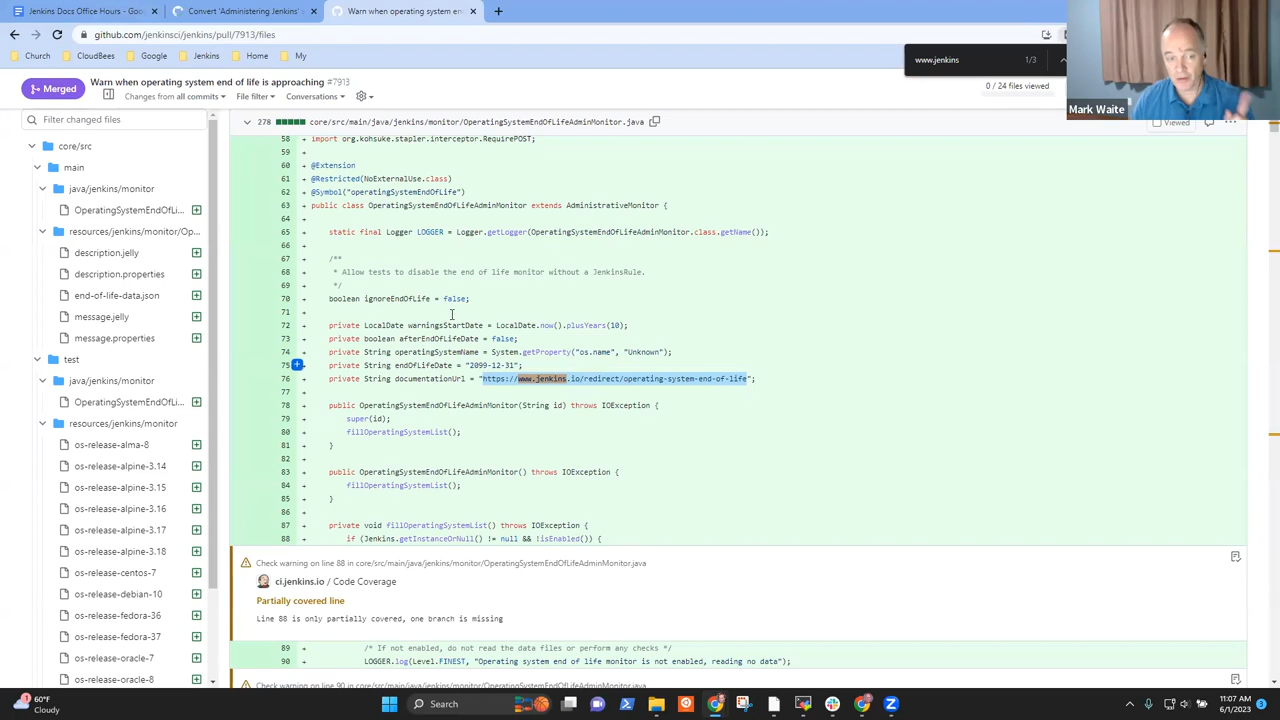 Jenkins Docs Office Hours -
Convert 'Administering Jenkins'
Warn when operating system en
github.com/jenkinsci/jenkins/pull/7913/files
Church
CloudBees
Google
Jenkins
Home
My
www.jenkins
1/3
Merged
Warn when operating system end of life is approaching #7913
Changes from all commits
File filter
Conversations
0 / 24 files viewed
Mark Waite
Filter changed files
core/src
main
java/jenkins/monitor
OperatingSystemEndOfLi...
resources/jenkins/monitor/Op...
description.jelly
description.properties
end-of-life-data.json
message.jelly
message.properties
test
java/jenkins/monitor
OperatingSystemEndOfLi...
resources/jenkins/monitor
os-release-alma-8
os-release-alpine-3.14
os-release-alpine-3.15
os-release-alpine-3.16
os-release-alpine-3.17
os-release-alpine-3.18
os-release-centos-7
os-release-debian-10
os-release-fedora-36
os-release-fedora-37
os-release-oracle-7
os-release-oracle-8
278 core/src/main/java/jenkins/monitor/OperatingSystemEndOfLifeAdminMonitor.java
Viewed
58 + import org.kohsuke.stapler.interceptor.RequirePOST;
59 +
60 + @Extension
61 + @Restricted(NoExternalUse.class)
62 + @Symbol("operatingSystemEndOfLife")
63 + public class OperatingSystemEndOfLifeAdminMonitor extends AdministrativeMonitor {
64 +
65 + static final Logger LOGGER = Logger.getLogger(OperatingSystemEndOfLifeAdminMonitor.class.getName());
66 +
67 + /**
68 + * Allow tests to disable the end of life monitor without a JenkinsRule.
69 + */
70 + boolean ignoreEndOfLife = false;
71 +
72 + private LocalDate warningsStartDate = LocalDate.now().plusYears(10);
73 + private boolean afterEndOfLifeDate = false;
74 + private String operatingSystemName = System.getProperty("os.name", "Unknown");
75 + private String endOfLifeDate = "2099-12-31";
76 + private String documentationUrl = "https://www.jenkins.io/redirect/operating-system-end-of-life";
77 +
78 + public OperatingSystemEndOfLifeAdminMonitor(String id) throws IOException {
79 + super(id);
80 + fillOperatingSystemList();
81 + }
82 +
83 + public OperatingSystemEndOfLifeAdminMonitor() throws IOException {
84 + fillOperatingSystemList();
85 + }
86 +
87 + private void fillOperatingSystemList() throws IOException {
88 + if (Jenkins.getInstanceOrNull() != null && !isEnabled()) {
Check warning on line 88 in core/src/main/java/jenkins/monitor/OperatingSystemEndOfLifeAdminMonitor.java
ci.jenkins.io / Code Coverage
Partially covered line
Line 88 is only partially covered, one branch is missing
89 + /* If not enabled, do not read the data files or perform any checks */
90 + LOGGER.log(Level.FINEST, "Operating system end of life monitor is not enabled, reading no data");
Check warning on line 90 in core/src/main/java/jenkins/monitor/OperatingSystemEndOfLifeAdminMonitor.java
60°F
Cloudy
Search
11:07 AM
6/1/2023